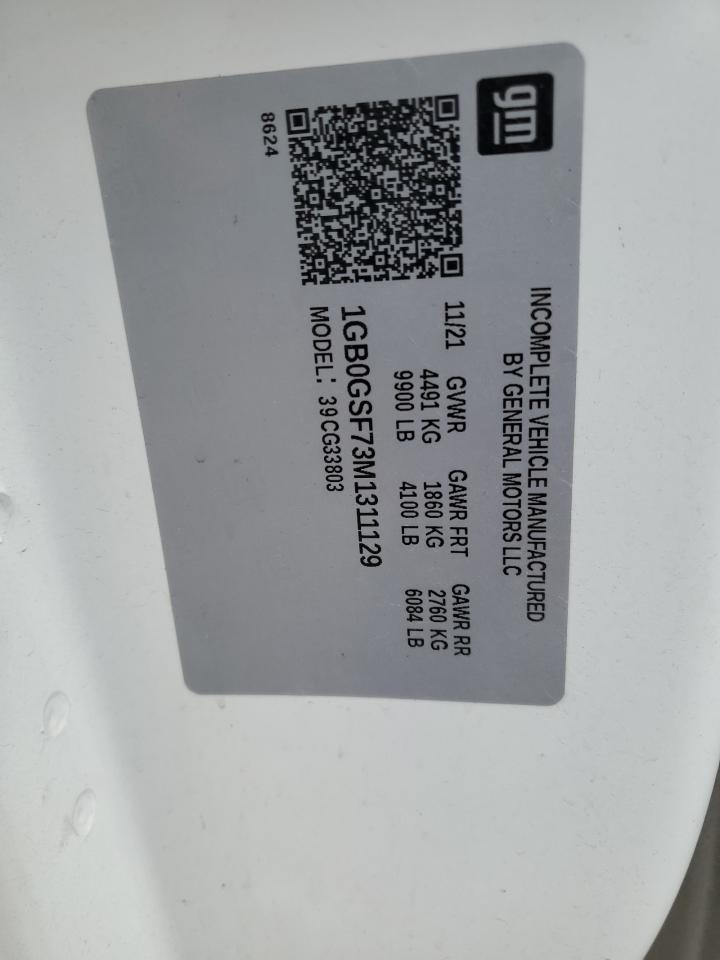 gm
INCOMPLETE VEHICLE MANUFACTURED
BY GENERAL MOTORS LLC
11/21 GVWR GAWR FRT GAWR RR
4491 KG 1860 KG 2760 KG
9900 LB 4100 LB 6084 LB
1GB0GSF73M1311129
MODEL: 39CG33803
8624